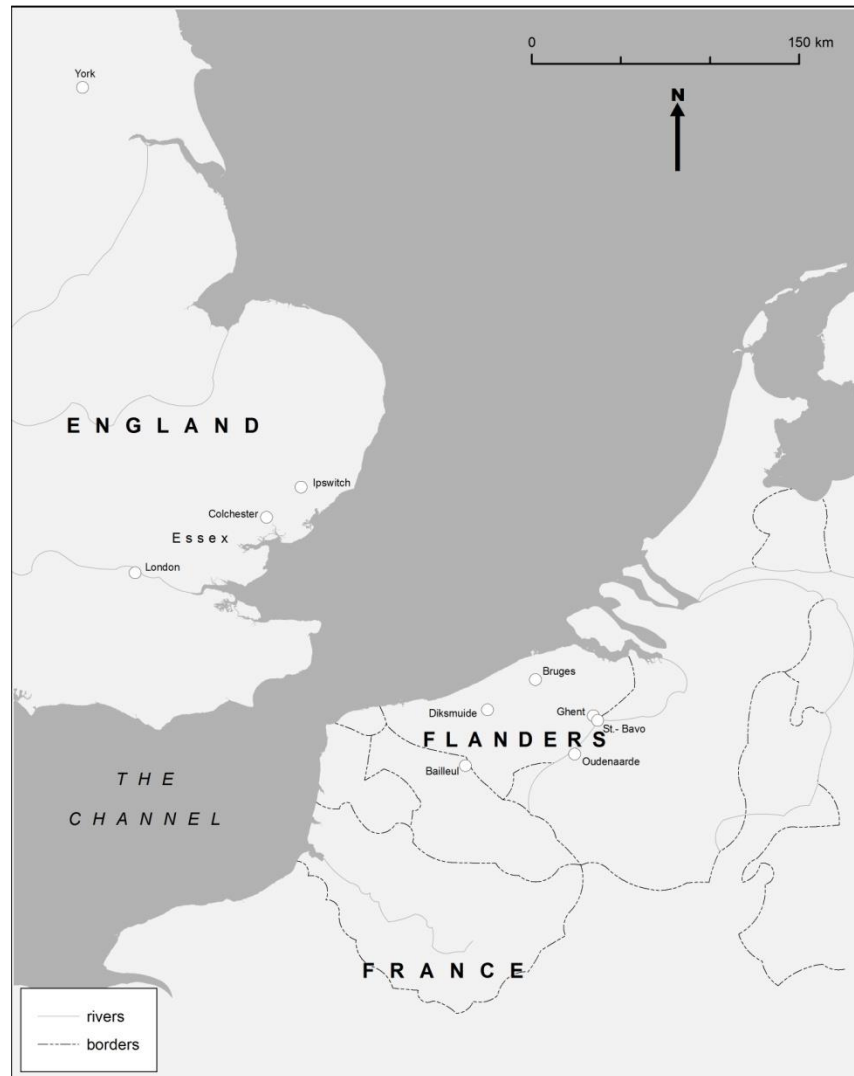 0 150 km
York
N
ENGLAND
Ipswitch
Colchester
Essex
London
Bruges
Diksmuide
Ghent
St.- Bavo
FLANDERS
Oudenaarde
Bailleul
THE
CHANNEL
FRANCE
rivers
borders